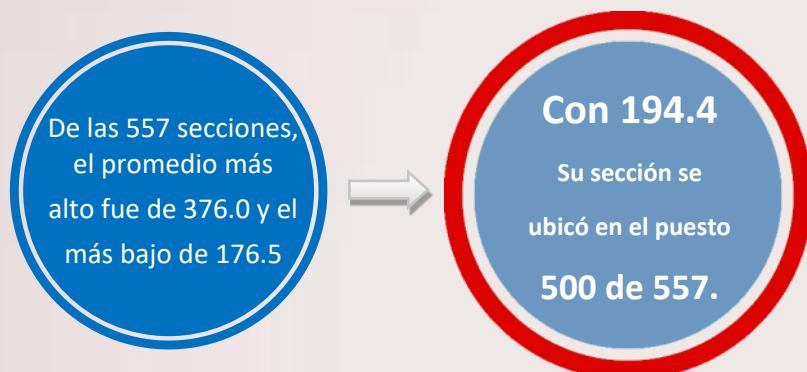 De las 557 secciones,
el promedio más
alto fue de 376.0 y el
más bajo de 176.5
Con 194.4
Su sección se
ubicó en el puesto
500 de 557.